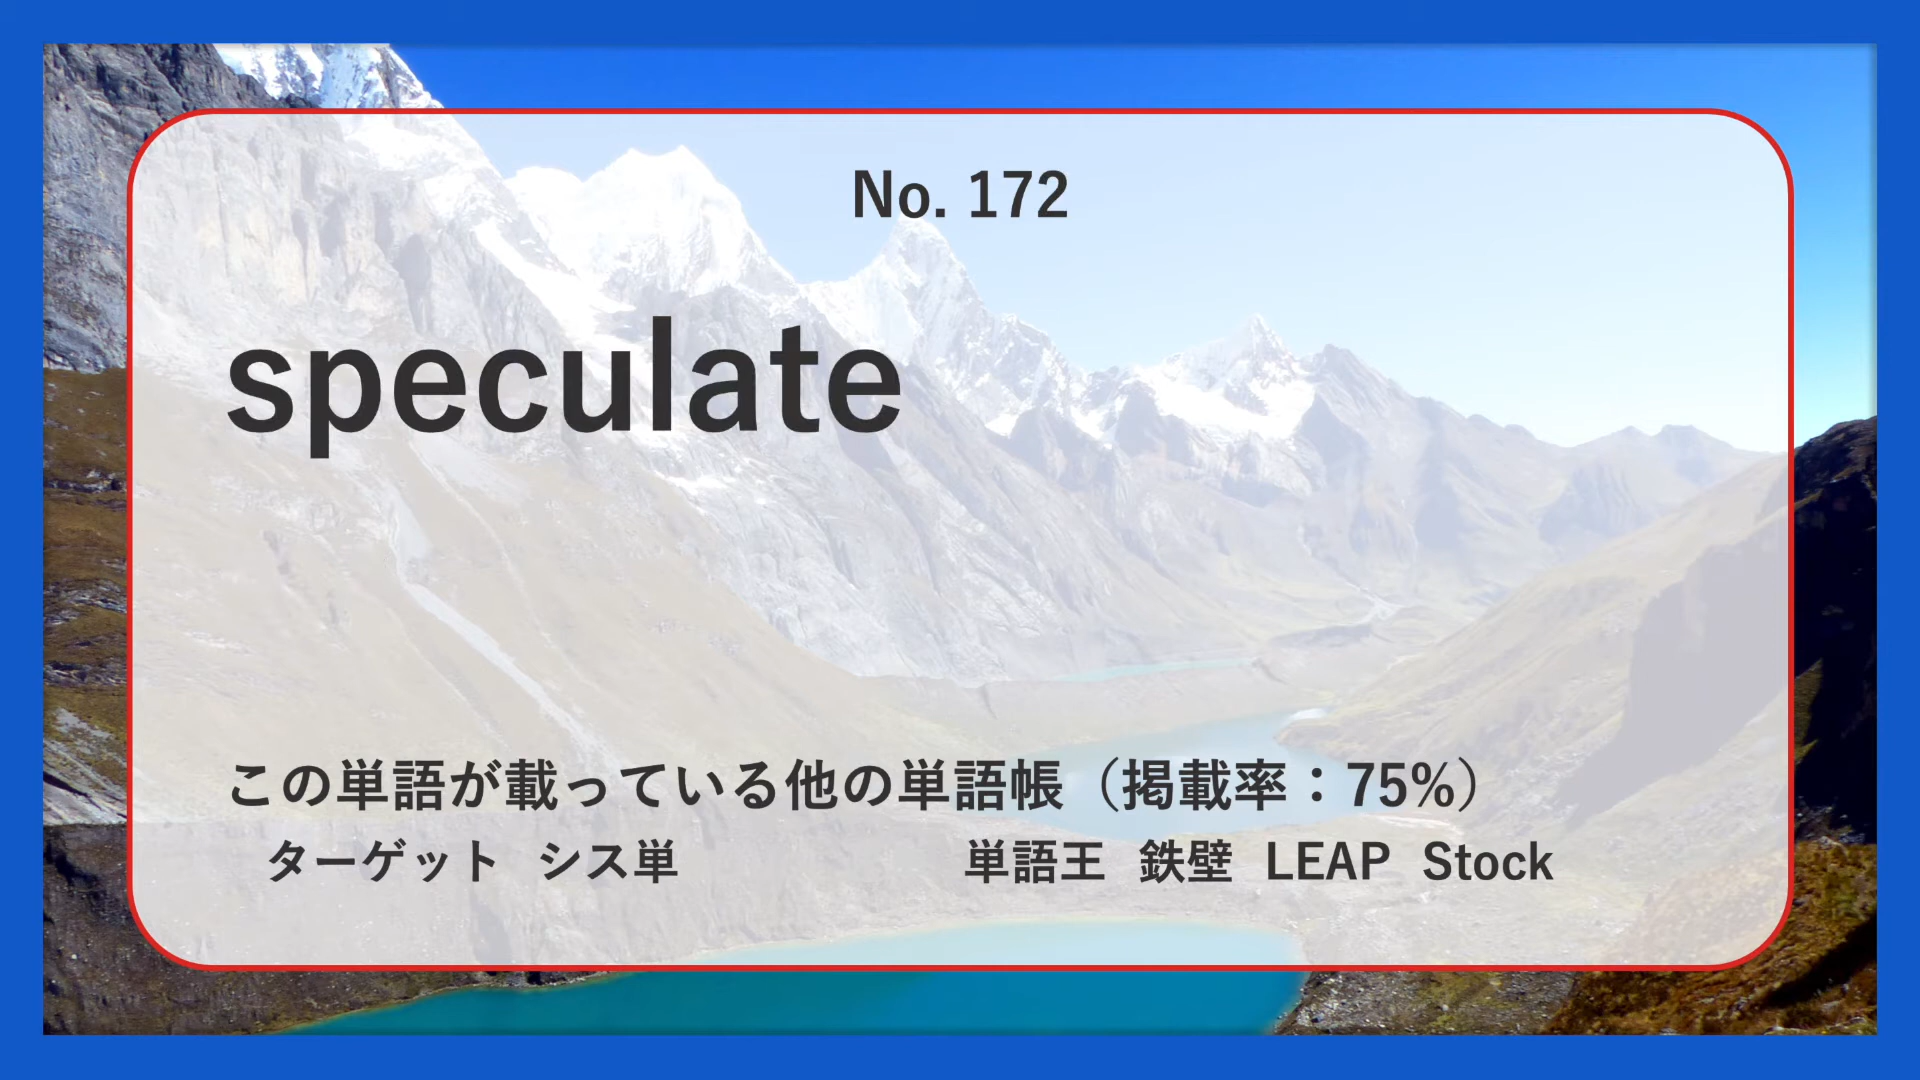 No. 172
speculate
この単語が載っている他の単語帳（掲載率：75%）
ターゲット シス単 単語王 鉄壁 LEAP Stock